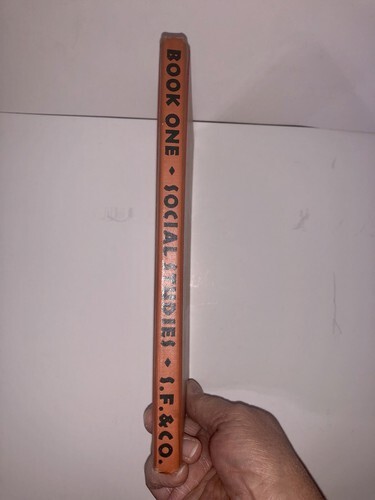 BOOK ONE ♦ SOCIAL STUDIES ♦ S.F.&CO.